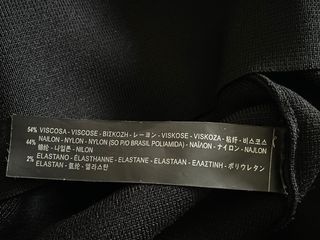 54% VISCOSA - VISCOSE - ΒΙΣΚΟΖΗ - レーヨン - VISKOSE - VISKOZA - 粘纤 - 비스코스
44% NAILON - NYLON - NYLON (SO P/O BRASIL POLIAMIDA) - ΝΑΪΛΟΝ - ナイロン - NAJLON
锦纶 - 나일론 - NILON
2% ELASTANO - ÉLASTHANNE - ELASTANE - ELASTAAN - ΕΛΑΣΤΙΝΗ - ポリウレタン
ELASTAN - 氨纶 - 엘라스탄